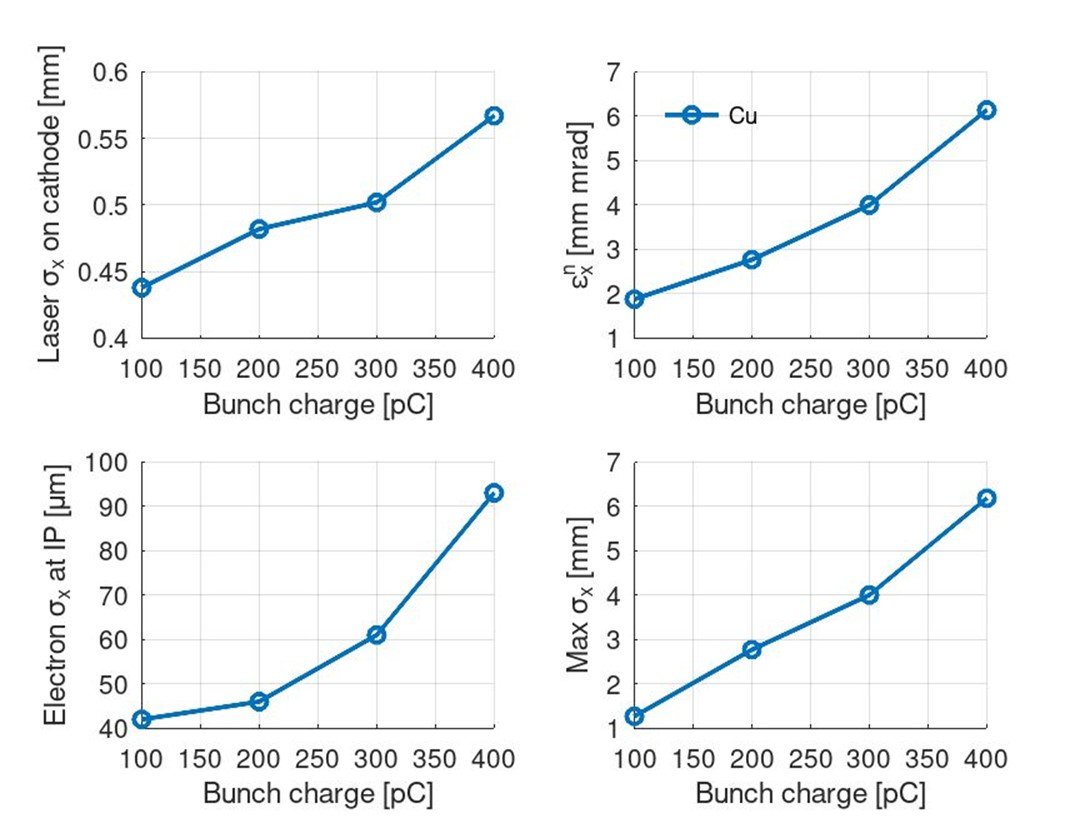 Laser σx on cathode [mm]
0.6
0.55
0.5
0.45
0.4
100 150 200 250 300 350 400
Bunch charge [pC]
εxn [mm mrad]
7
6
5
4
3
2
1
Cu
100 150 200 250 300 350 400
Bunch charge [pC]
Electron σx at IP [μm]
100
90
80
70
60
50
40
100 150 200 250 300 350 400
Bunch charge [pC]
Max σx [mm]
7
6
5
4
3
2
1
100 150 200 250 300 350 400
Bunch charge [pC]